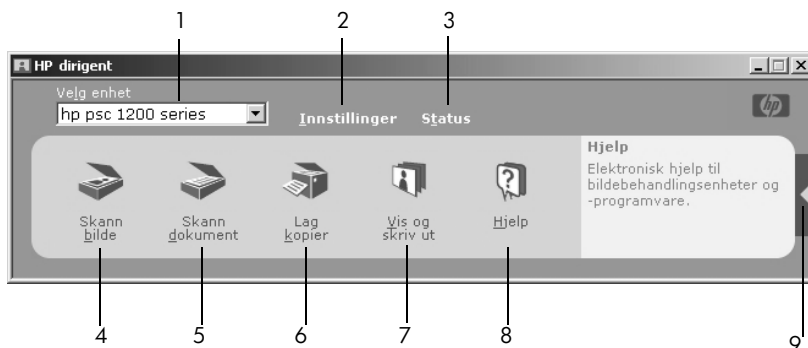 1 2 3
HP dirigent
Velg enhet
hp psc 1200 series
Innstillinger Status
hp
Hjelp
Elektronisk hjelp til
bildebehandlingsenheter og
-programvare.
Skann
bilde
Skann
dokument
Lag
kopier
Vis og
skriv ut
Hjelp
4 5 6 7 8 9